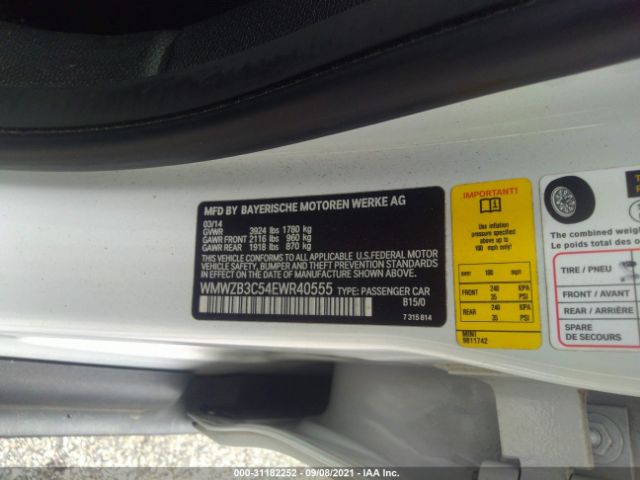 MFD BY BAYERISCHE MOTOREN WERKE AG
03/14
GVWR 3924 lbs 1780 kg
GAWR FRONT 2116 lbs 960 kg
GAWR REAR 1918 lbs 870 kg
THIS VEHICLE CONFORMS TO ALL APPLICABLE U.S. FEDERAL MOTOR
VEHICLE SAFETY, BUMPER AND THEFT PREVENTION STANDARDS
IN EFFECT ON THE DATE OF MANUFACTURE SHOWN ABOVE.
WMWZB3C54EWR40555 TYPE: PASSENGER CAR
B15/0
7 315 814
IMPORTANT!
Use inflation
pressure specified
above up to
100 mph only!
over 100 mph
FRONT 240 KPA
35 PSI
REAR 240 KPA
35 PSI
MINI
9811742
The combined weight
Le poids total des
TIRE / PNEU
FRONT / AVANT
REAR / ARRIÈRE
SPARE
DE SECOURS
000-31182252 - 09/08/2021 - IAA Inc.